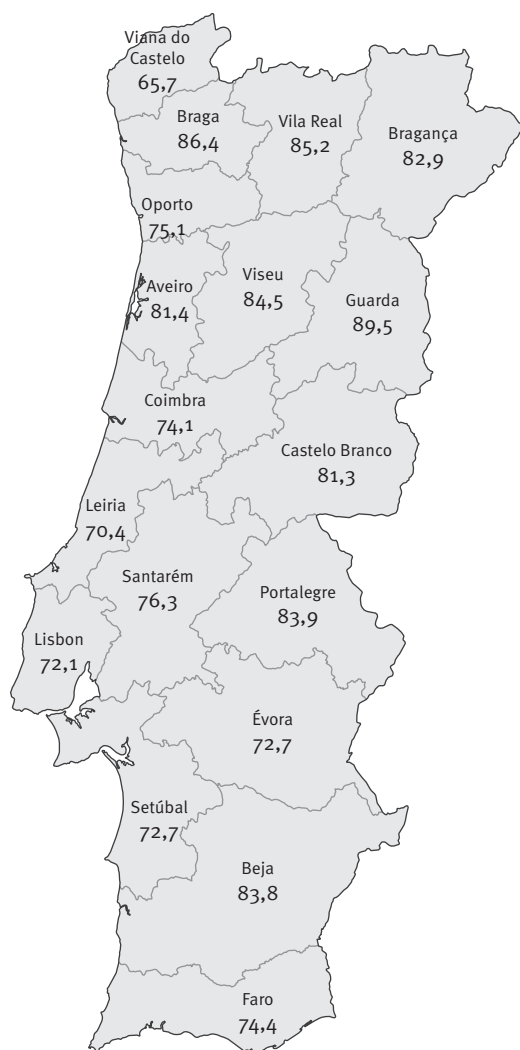 Viana do
Castelo
65,7
Braga
86,4
Vila Real
85,2
Bragança
82,9
Oporto
75,1
Aveiro
81,4
Viseu
84,5
Guarda
89,5
Coimbra
74,1
Castelo Branco
81,3
Leiria
70,4
Santarém
76,3
Portalegre
83,9
Lisbon
72,1
Évora
72,7
Setúbal
72,7
Beja
83,8
Faro
74,4